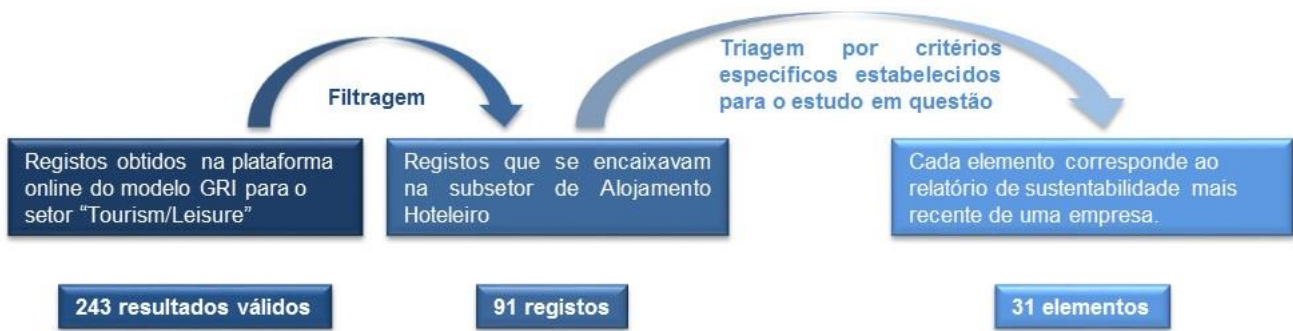 Filtragem
Triagem por critérios
específicos estabelecidos
para o estudo em questão
Registos obtidos na plataforma
online do modelo GRI para o
setor “Tourism/Leisure”
Registos que se encaixavam
na subsetor de Alojamento
Hoteleiro
Cada elemento corresponde ao
relatório de sustentabilidade mais
recente de uma empresa.
243 resultados válidos
91 registos
31 elementos